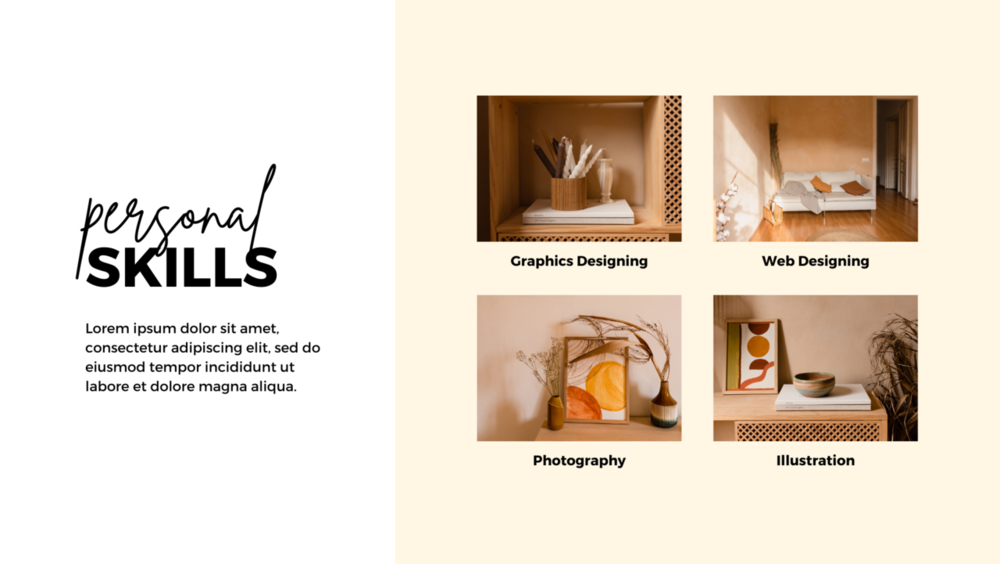 personal
SKILLS
Lorem ipsum dolor sit amet,
consectetur adipiscing elit, sed do
eiusmod tempor incididunt ut
labore et dolore magna aliqua.
Graphics Designing
Web Designing
Photography
Illustration